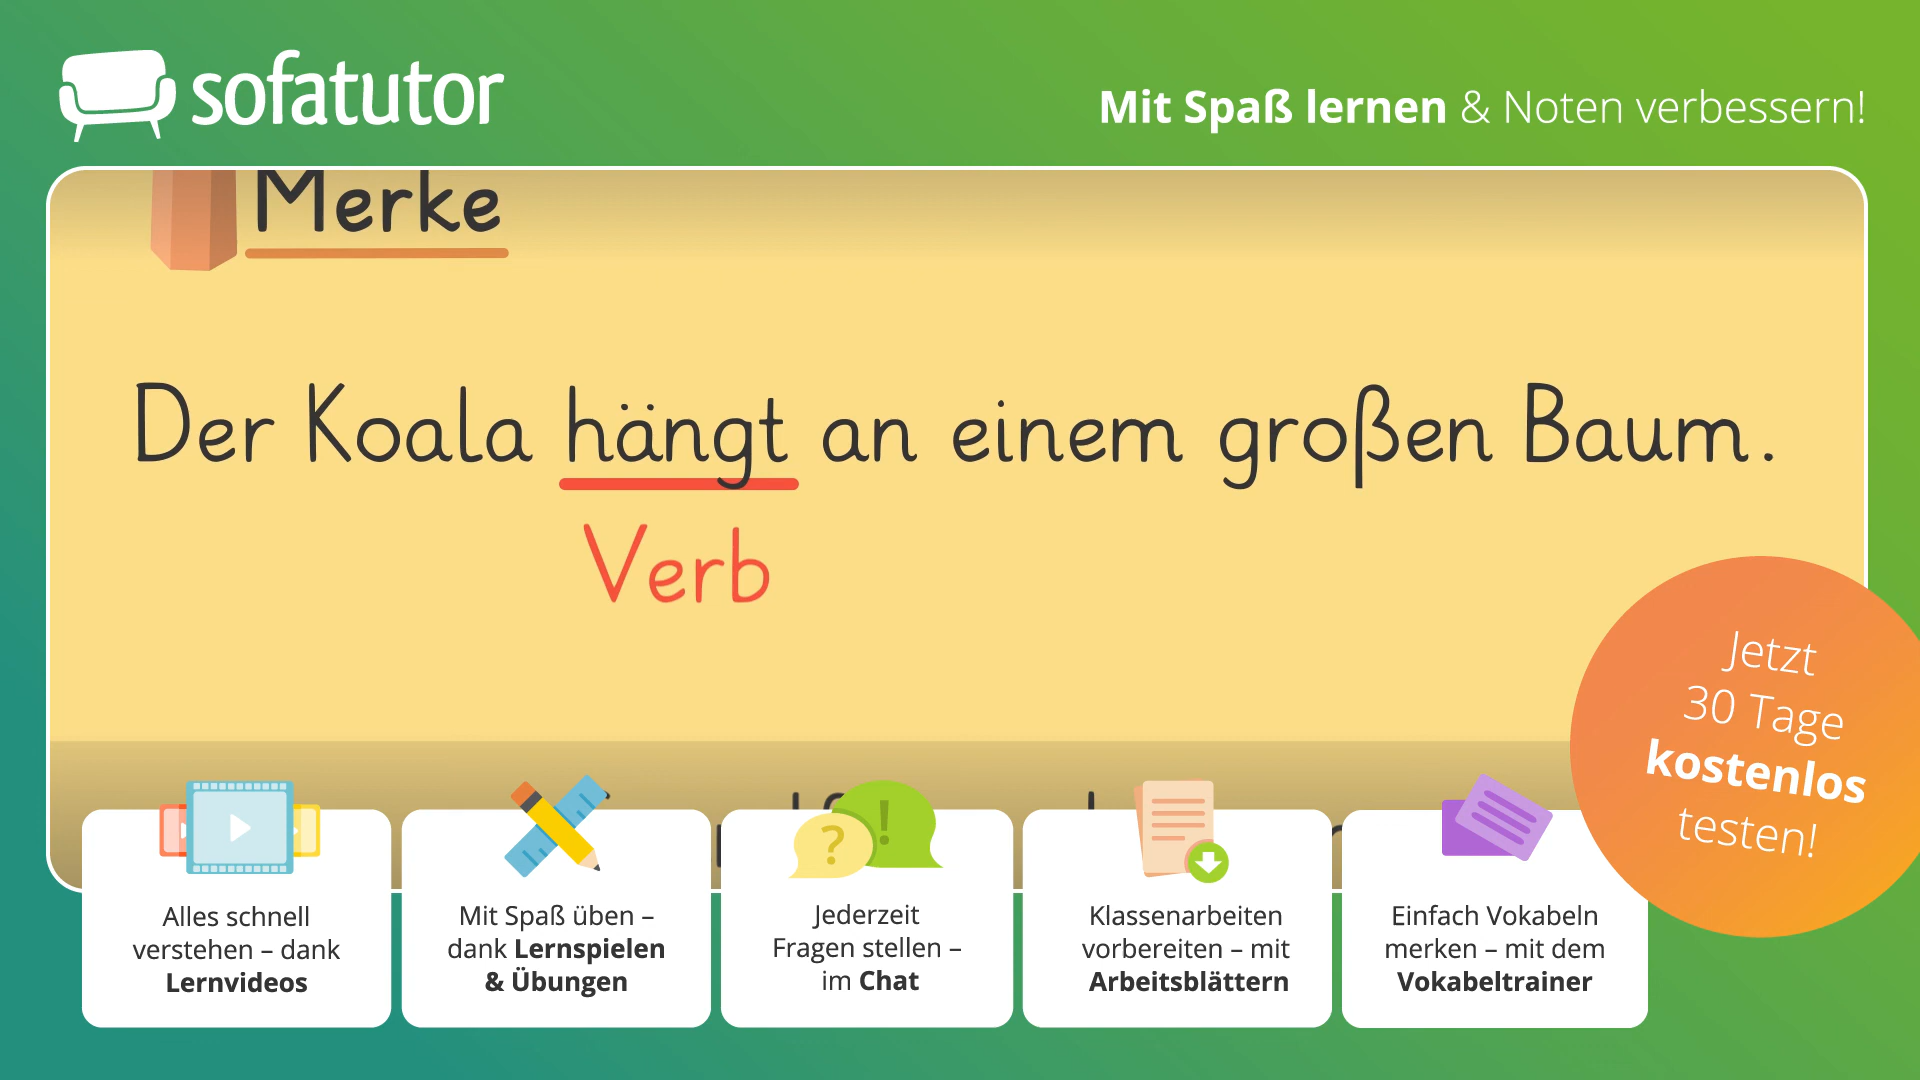 sofatutor
Mit Spaß lernen & Noten verbessern!
Merke
Der Koala hängt an einem großen Baum.
Verb
Jetzt
30 Tage
kostenlos
testen!
Alles schnell
verstehen – dank
Lernvideos
Mit Spaß üben –
dank Lernspielen
& Übungen
?
!
Jederzeit
Fragen stellen –
im Chat
Klassenarbeiten
vorbereiten – mit
Arbeitsblättern
Einfach Vokabeln
merken – mit dem
Vokabeltrainer